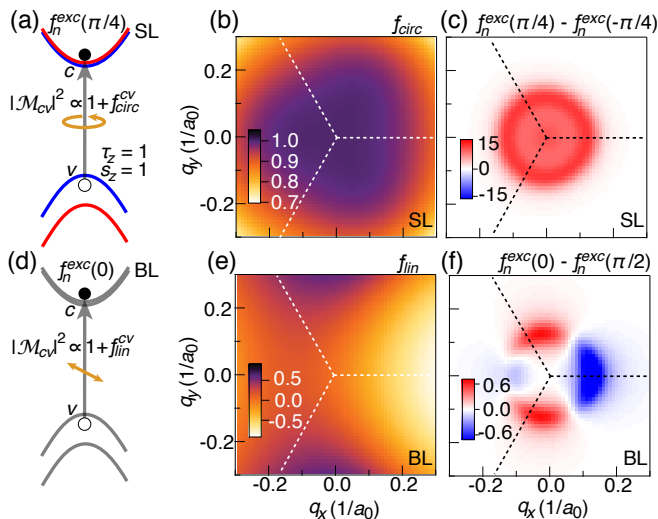 (a) f_n^exc(π/4) SL
c
|M_cv|² ∝ 1+f_circ^cv
τ_z = 1
s_z = 1
v
(b) f_circ
0.2
0.0
-0.2
q_y (1/a_0)
1.0
0.9
0.8
0.7
SL
(c) f_n^exc(π/4) - f_n^exc(-π/4)
15
0
-15
SL
(d) f_n^exc(0) BL
c
|M_cv|² ∝ 1+f_lin^cv
v
(e) f_lin
0.2
0.0
-0.2
q_y (1/a_0)
0.5
0.0
-0.5
BL
-0.2 0.0 0.2
q_x (1/a_0)
(f) f_n^exc(0) - f_n^exc(π/2)
0.6
0.0
-0.6
BL
-0.2 0.0 0.2
q_x (1/a_0)